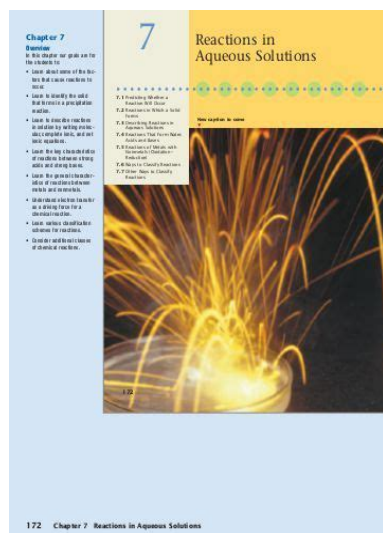 Chapter 7
Overview
In this chapter our goals are for
the students to:
• Learn about some of the fac-
tors that cause reactions to
occur.
• Learn to identify the solid
that forms in a precipitation
reaction.
• Learn to describe reactions
in solution by writing molec-
ular, complete ionic, and net
ionic equations.
• Learn the key characteristics
of reactions between strong
acids and strong bases.
• Learn the general character-
istics of reactions between
metals and nonmetals.
• Understand electron transfer
as a driving force for a
chemical reaction.
• Learn various classification
schemes for reactions.
• Consider additional classes
of chemical reactions.
7
7.1 Predicting Whether a
Reaction Will Occur
7.2 Reactions in Which a Solid
Forms
7.3 Describing Reactions in
Aqueous Solutions
7.4 Reactions That Form Water:
Acids and Bases
7.5 Reactions of Metals with
Nonmetals (Oxidation–
Reduction)
7.6 Ways to Classify Reactions
7.7 Other Ways to Classify
Reactions
Reactions in
Aqueous Solutions
New caption to come
172
172 Chapter 7 Reactions in Aqueous Solutions